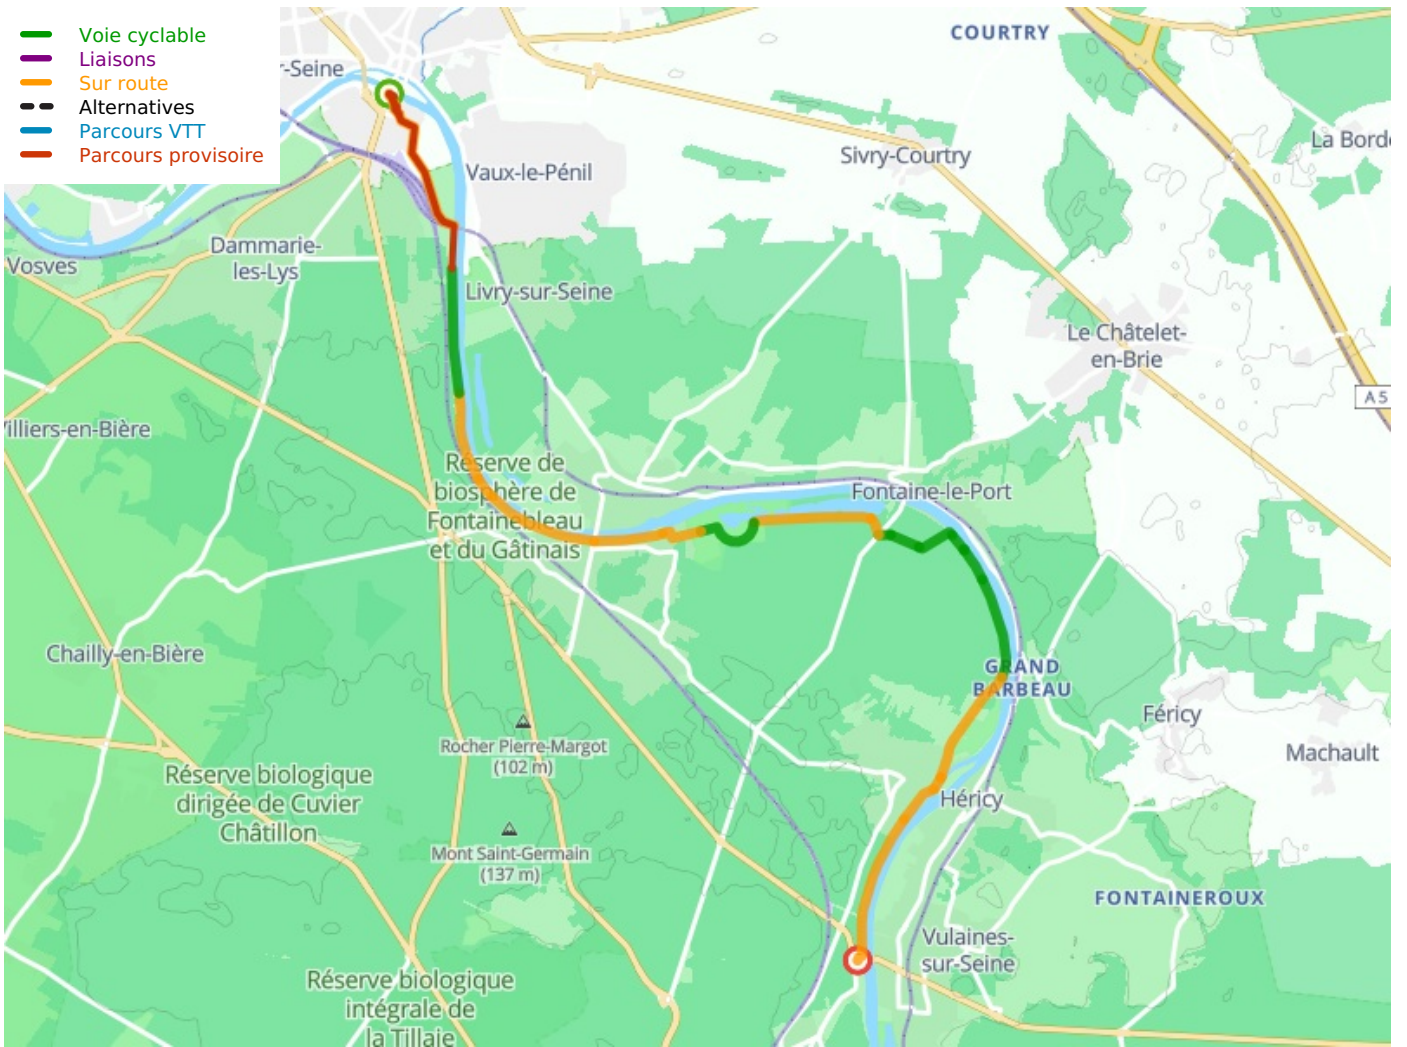 Voie cyclable
Liaisons
Sur route
Alternatives
Parcours VTT
Parcours provisoire
r-Seine
COURTRY
La Borde
Sivry-Courtry
Vaux-le-Pénil
Dammarie-
les-Lys
Vosves
Livry-sur-Seine
Le Châtelet-
en-Brie
A 5
Villiers-en-Bière
Réserve de
biosphère de
Fontainebleau
et du Gâtinais
Fontaine-le-Port
Chailly-en-Bière
GRAND
BARBEAU
Féricy
Machault
Rocher Pierre-Margot
(102 m)
Réserve biologique
dirigée de Cuvier
Châtillon
Héricy
Mont Saint-Germain
(137 m)
FONTAINEROUX
Vulaines-
sur-Seine
Réserve biologique
intégrale de
la Tillaie